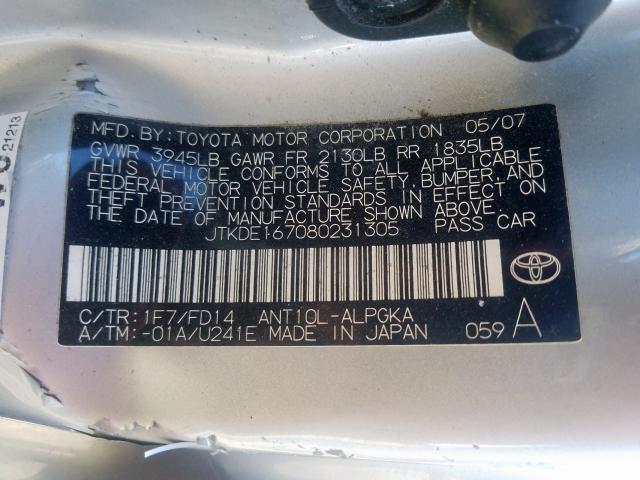 MFD. BY: TOYOTA MOTOR CORPORATION 05/07
GVWR 3945LB GAWR FR 2130LB RR 1835LB
THIS VEHICLE CONFORMS TO ALL APPLICABLE
FEDERAL MOTOR VEHICLE SAFETY, BUMPER, AND
THEFT PREVENTION STANDARDS IN EFFECT ON
THE DATE OF MANUFACTURE SHOWN ABOVE.
JTKDE167080231305 PASS CAR
C/TR: 1F7/FD14 ANT10L-ALPGKA
A/TM: -01A/U241E MADE IN JAPAN 059 A
21213